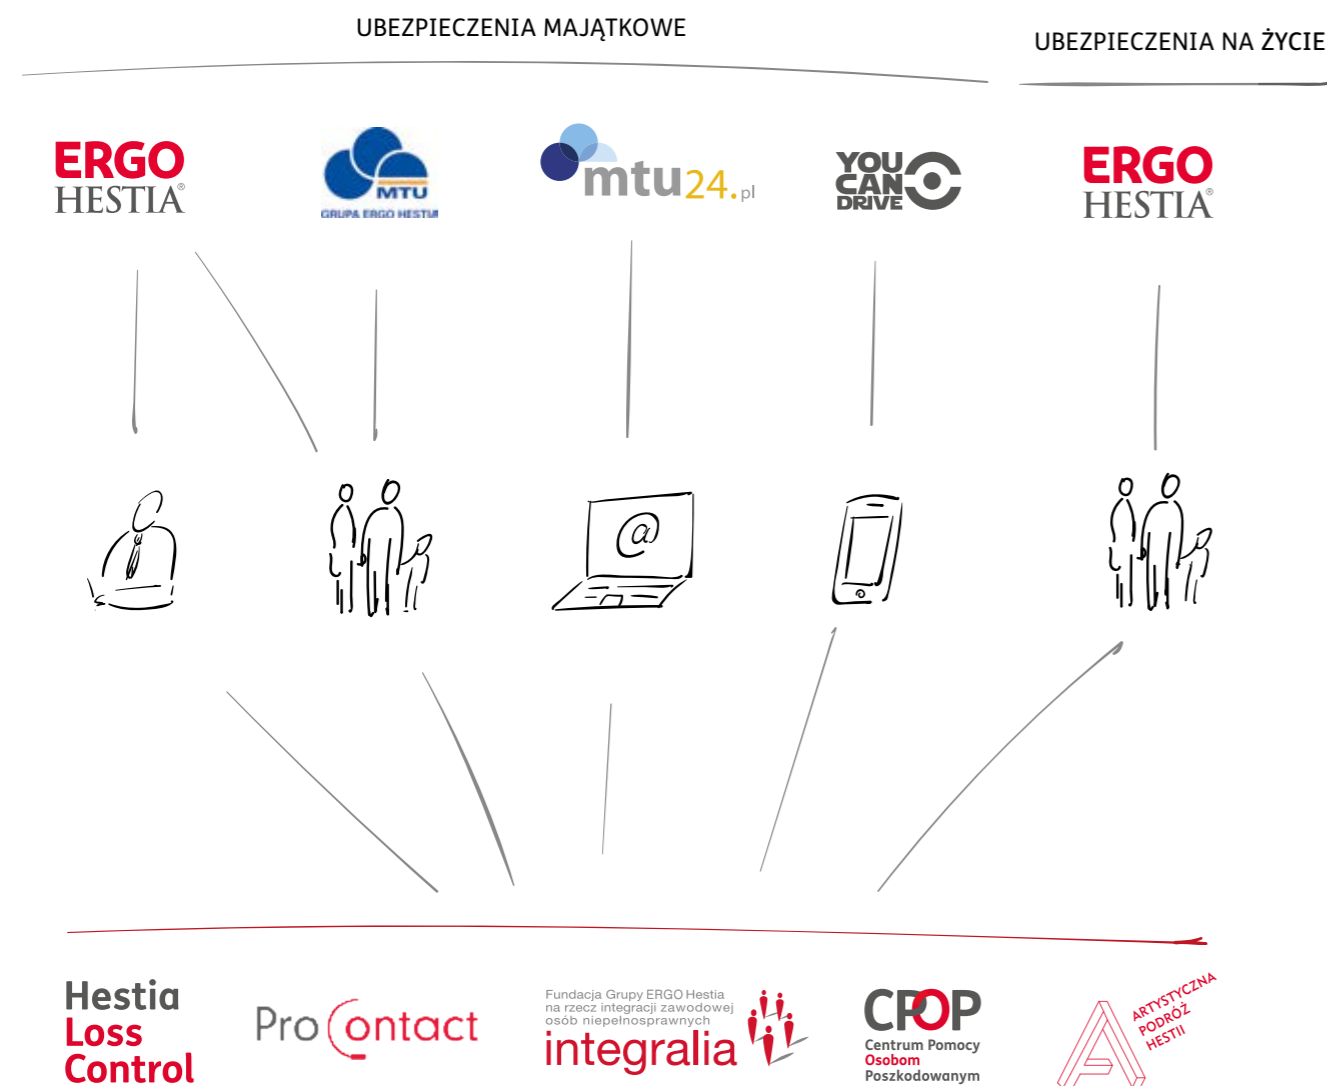 UBEZPIECZENIA MAJĄTKOWE
UBEZPIECZENIA NA ŻYCIE
ERGO
HESTIA®
MTU
GRUPA ERGO HESTIA
mtu24.pl
YOU
CAN
DRIVE
ERGO
HESTIA®
@
Hestia
Loss
Control
ProContact
Fundacja Grupy ERGO Hestia
na rzecz integracji zawodowej
osób niepełnosprawnych
integralia
CPOP
Centrum Pomocy
Osobom
Poszkodowanym
ARTYSTYCZNA
PODRÓŻ
HESTII